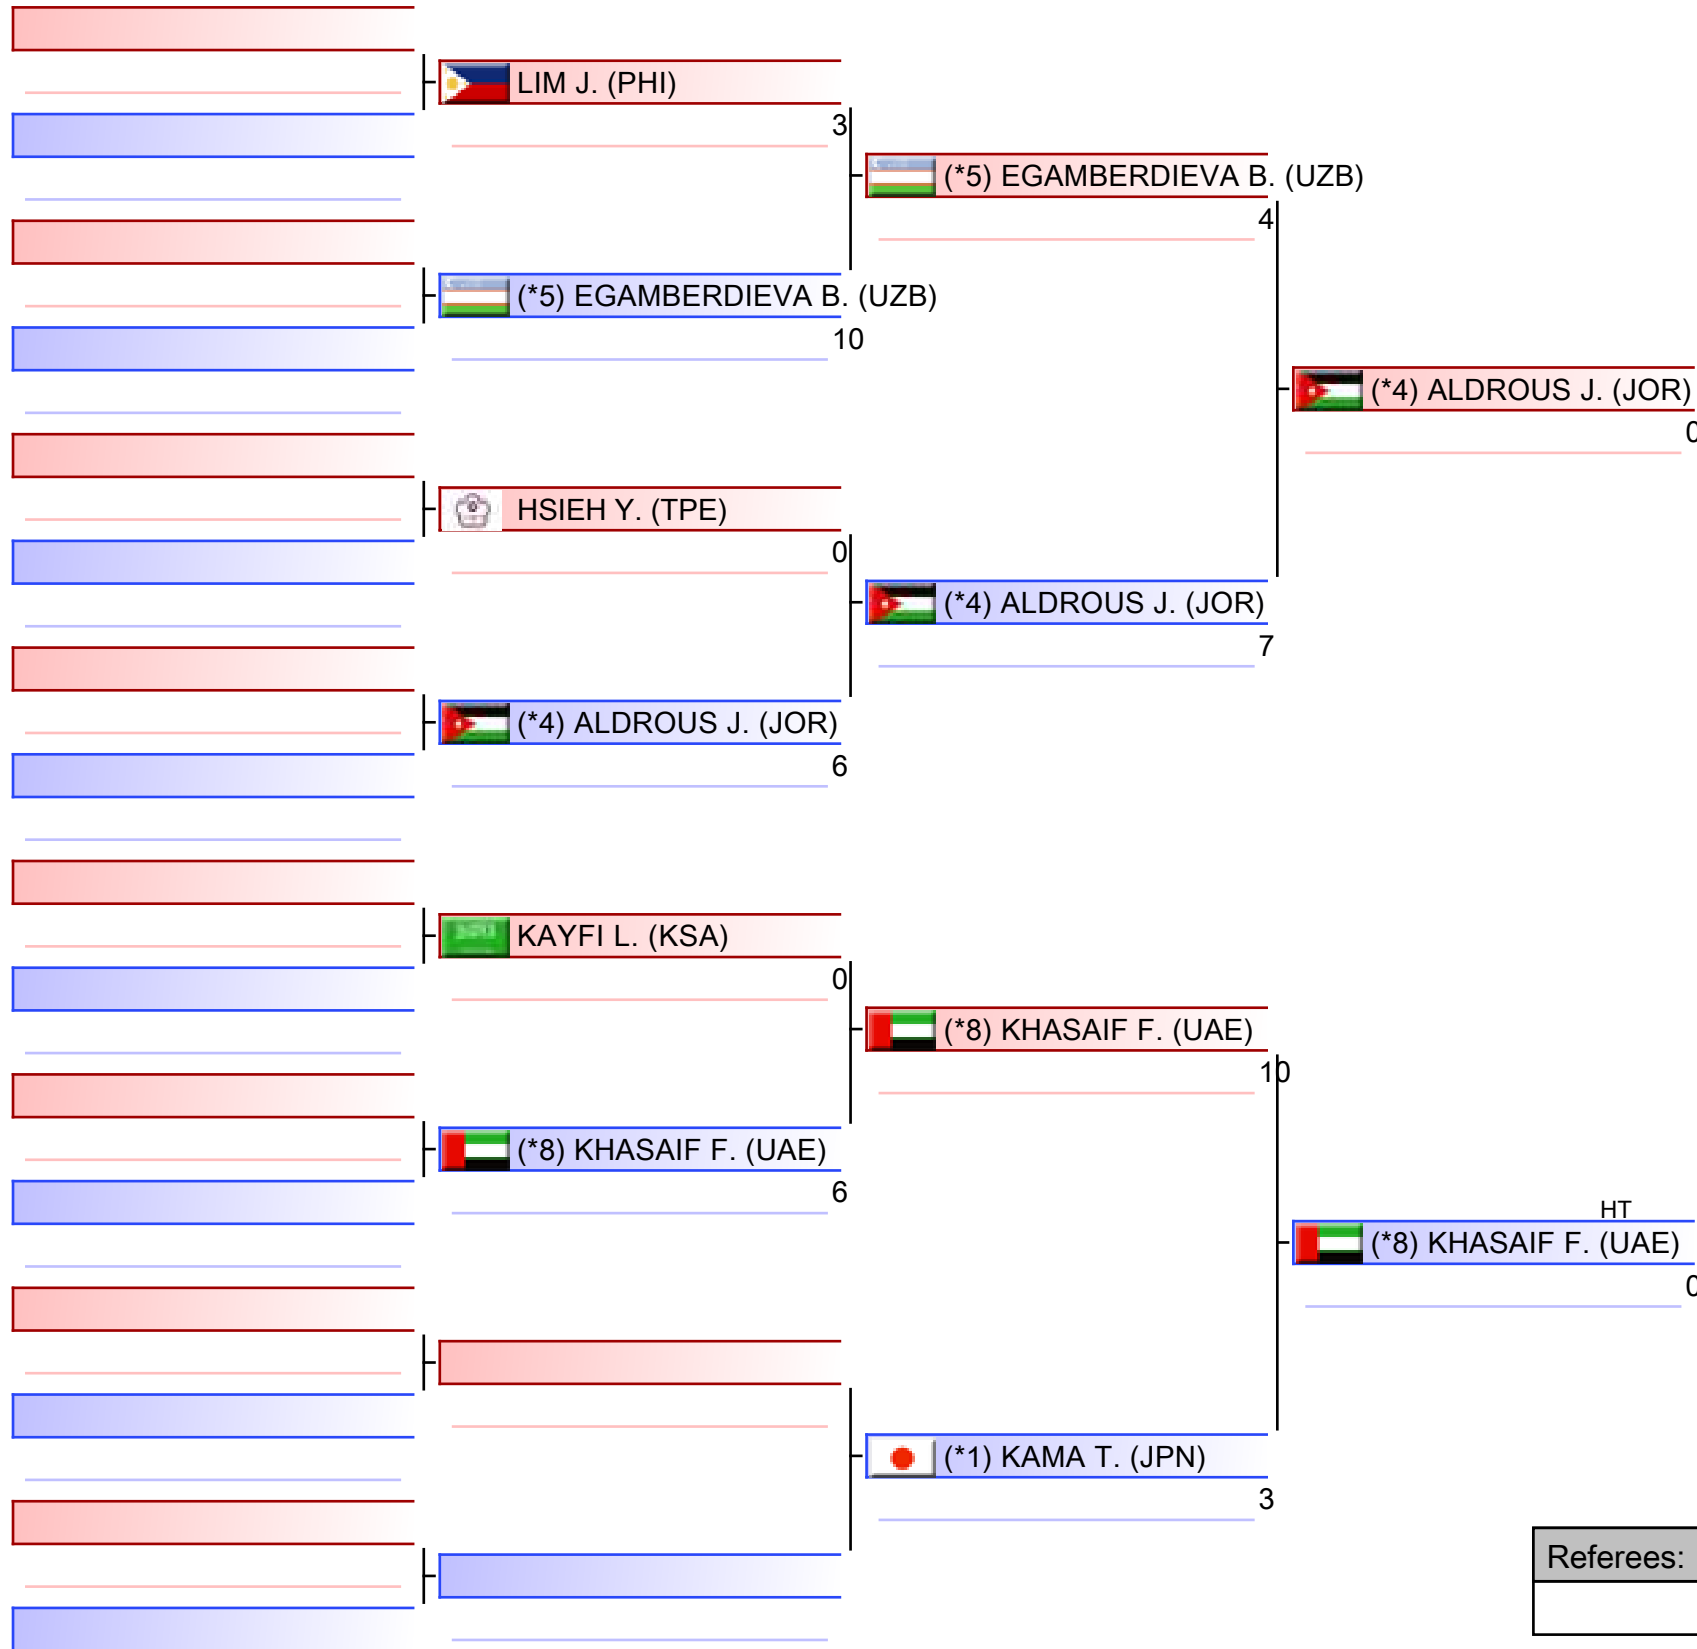 LIM J. (PHI)
3
(*5) EGAMBERDIEVA B. (UZB)
4
(*5) EGAMBERDIEVA B. (UZB)
10
(*4) ALDROUS J. (JOR)
0
HSIEH Y. (TPE)
0
(*4) ALDROUS J. (JOR)
7
(*4) ALDROUS J. (JOR)
6
KAYFI L. (KSA)
0
(*8) KHASAIF F. (UAE)
10
(*8) KHASAIF F. (UAE)
6
HT
(*8) KHASAIF F. (UAE)
0
(*1) KAMA T. (JPN)
3
Referees: